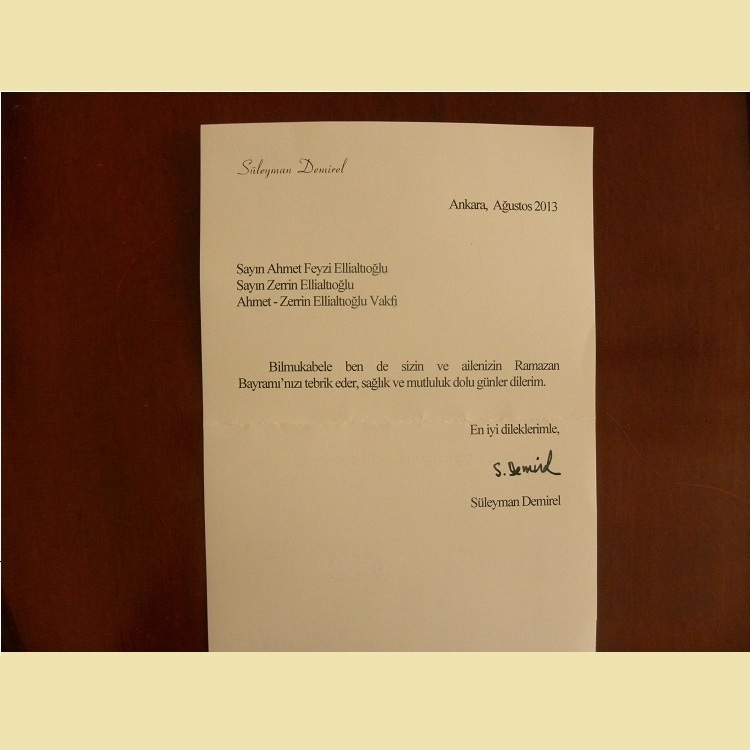 Süleyman Demirel
Ankara, Ağustos 2013
Sayın Ahmet Feyzi Ellialtıoğlu
Sayın Zerrin Ellialtıoğlu
Ahmet - Zerrin Ellialtıoğlu Vakfı
Bilmukabele ben de sizin ve ailenizin Ramazan
Bayramı'nızı tebrik eder, sağlık ve mutluluk dolu günler dilerim.
En iyi dileklerimle,
S. Demirel
Süleyman Demirel